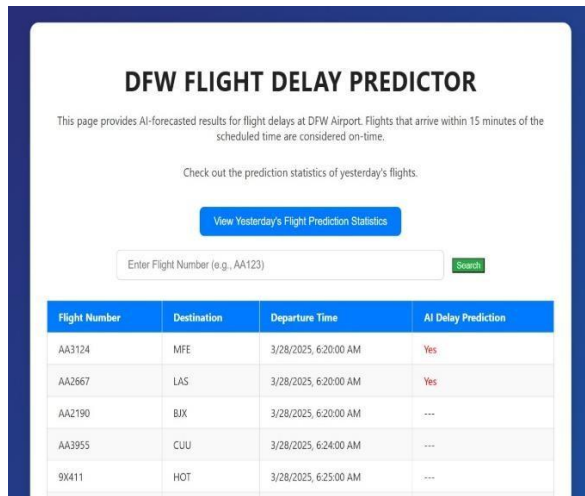 DFW FLIGHT DELAY PREDICTOR
This page provides AI-forecasted results for flight delays at DFW Airport. Flights that arrive within 15 minutes of the
scheduled time are considered on-time.
Check out the prediction statistics of yesterday's flights.
View Yesterday's Flight Prediction Statistics
Enter Flight Number (e.g., AA123) Search
Flight Number Destination Departure Time AI Delay Prediction
AA3124 MFE 3/28/2025, 6:20:00 AM Yes
AA2667 LAS 3/28/2025, 6:20:00 AM Yes
AA2190 BJX 3/28/2025, 6:20:00 AM ---
AA3955 CUU 3/28/2025, 6:24:00 AM ---
9X411 HOT 3/28/2025, 6:25:00 AM ---